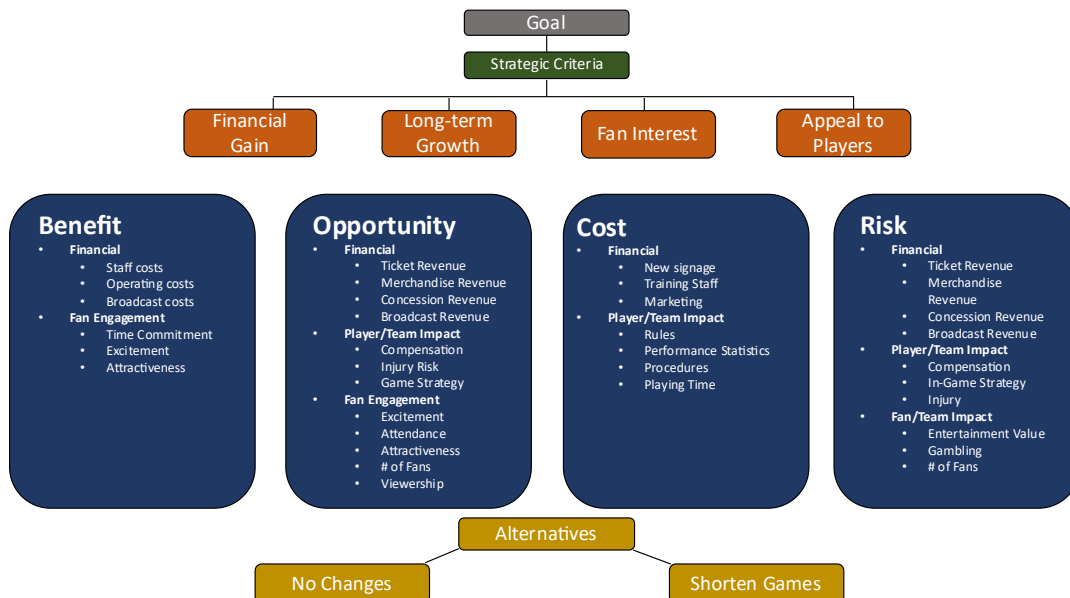 Goal
Strategic Criteria
Financial
Gain
Long-term
Growth
Fan Interest
Appeal to
Players
Benefit
• Financial
• Staff costs
• Operating costs
• Broadcast costs
• Fan Engagement
• Time Commitment
• Excitement
• Attractiveness
Opportunity
• Financial
• Ticket Revenue
• Merchandise Revenue
• Concession Revenue
• Broadcast Revenue
• Player/Team Impact
• Compensation
• Injury Risk
• Game Strategy
• Fan Engagement
• Excitement
• Attendance
• Attractiveness
• # of Fans
• Viewership
Cost
• Financial
• New signage
• Training Staff
• Marketing
• Player/Team Impact
• Rules
• Performance Statistics
• Procedures
• Playing Time
Risk
• Financial
• Ticket Revenue
• Merchandise
Revenue
• Concession Revenue
• Broadcast Revenue
• Player/Team Impact
• Compensation
• In-Game Strategy
• Injury
• Fan/Team Impact
• Entertainment Value
• Gambling
• # of Fans
Alternatives
No Changes
Shorten Games